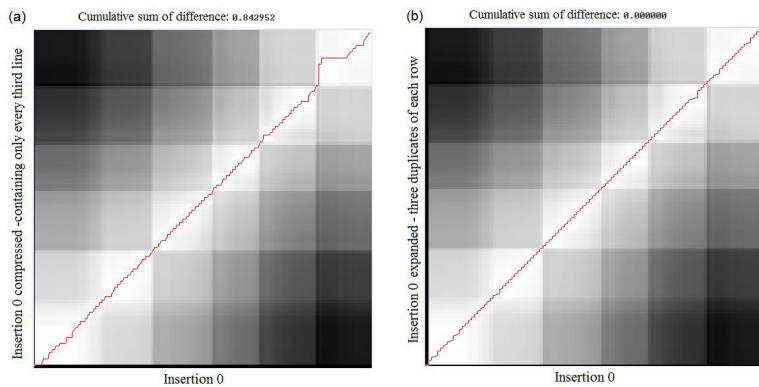 (a)
Cumulative sum of difference: 0.842952
Insertion 0 compressed -containing only every third line
Insertion 0
(b)
Cumulative sum of difference: 0.000000
Insertion 0 expanded - three duplicates of each row
Insertion 0